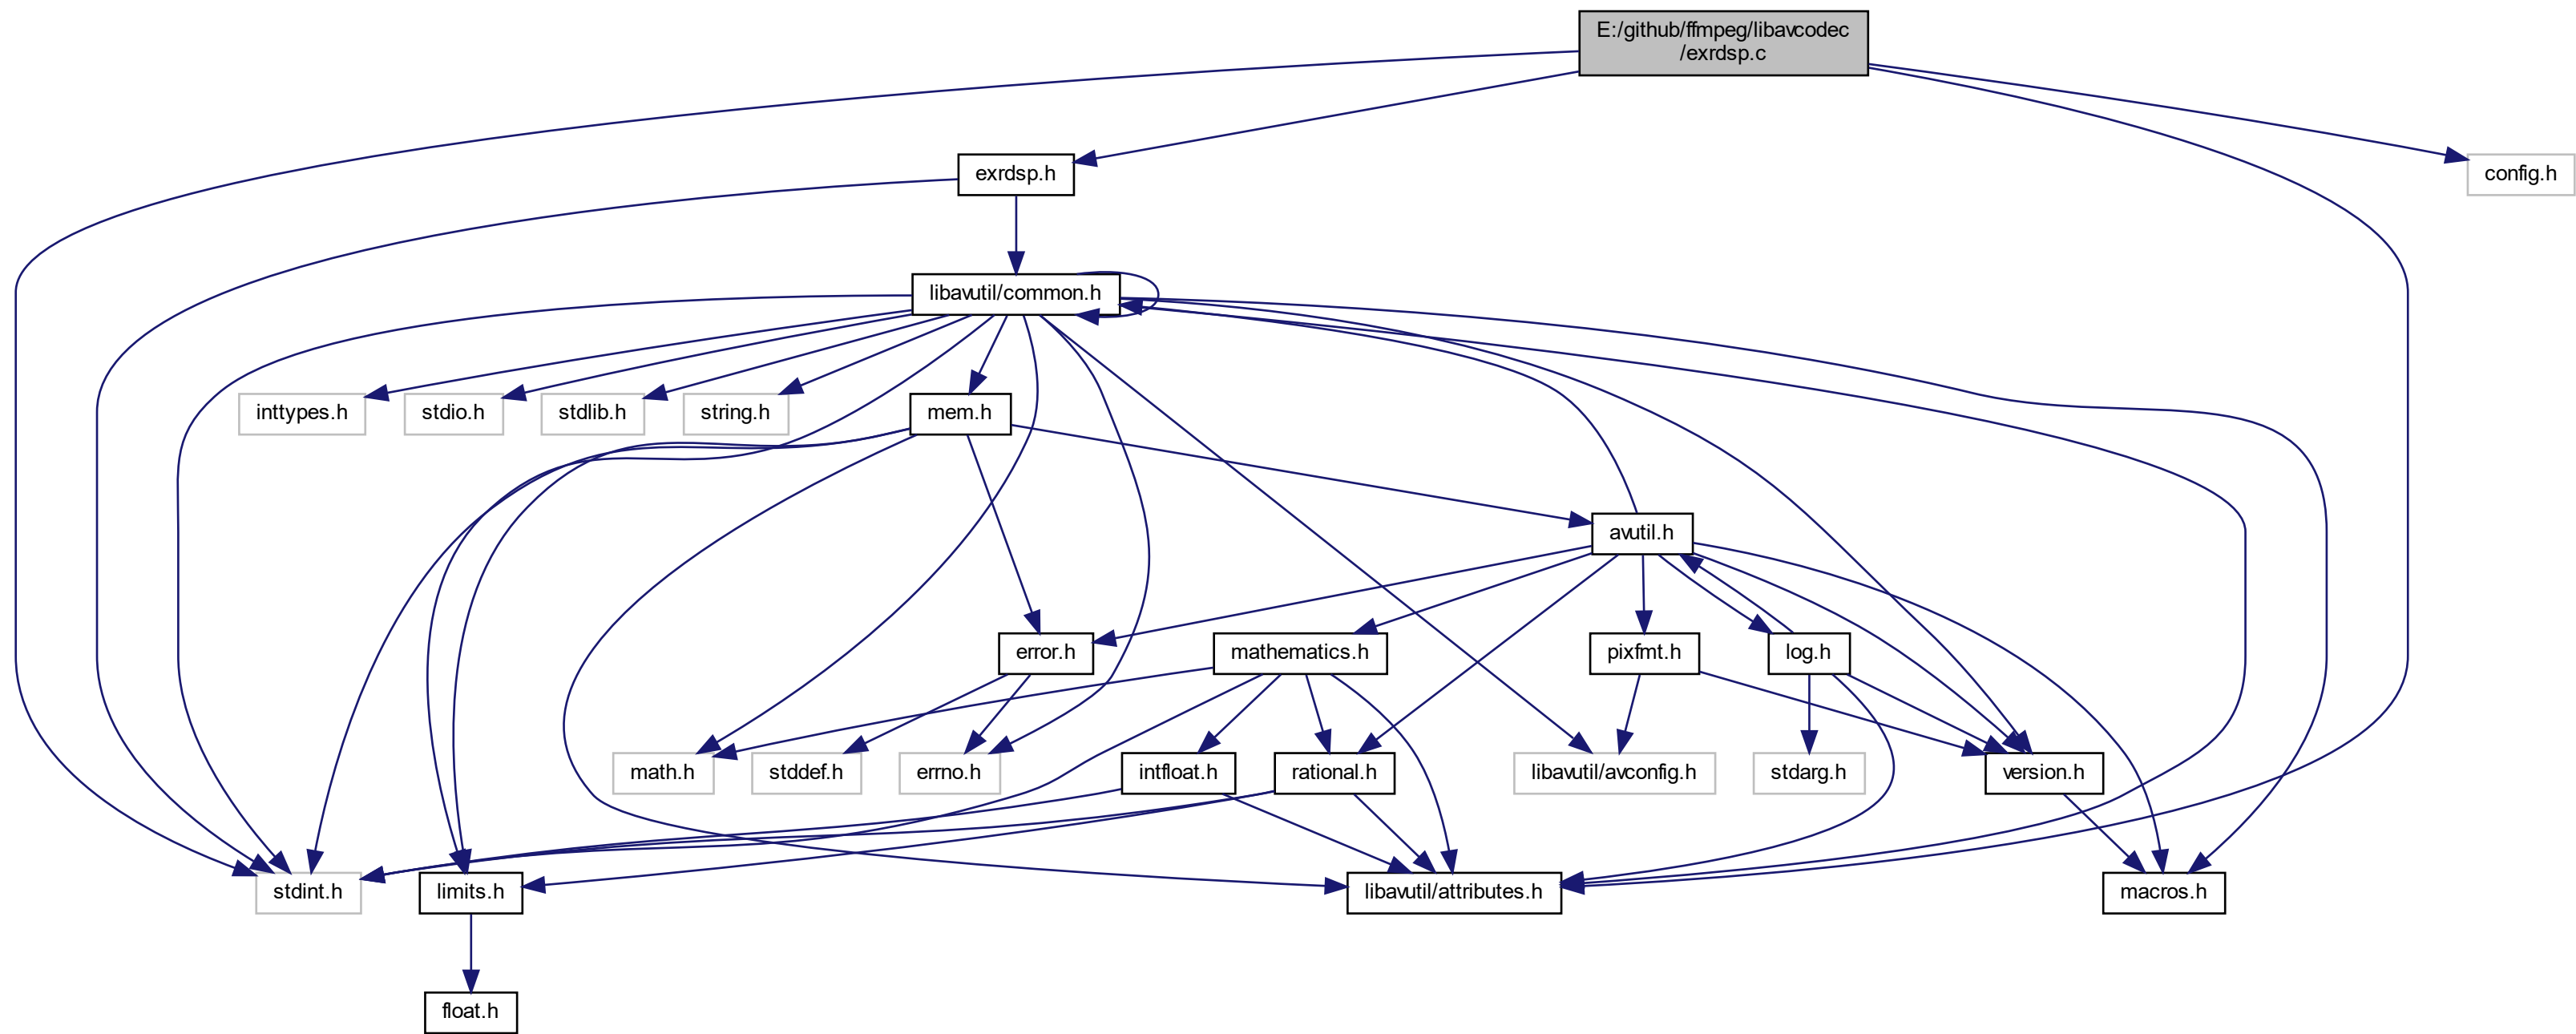 E:/github/ffmpeg/libavcodec
/exrdsp.c
exrdsp.h
config.h
libavutil/common.h
inttypes.h
stdio.h
stdlib.h
string.h
mem.h
avutil.h
error.h
mathematics.h
pixfmt.h
log.h
math.h
stddef.h
errno.h
intfloat.h
rational.h
libavutil/avconfig.h
stdarg.h
version.h
stdint.h
limits.h
libavutil/attributes.h
macros.h
float.h